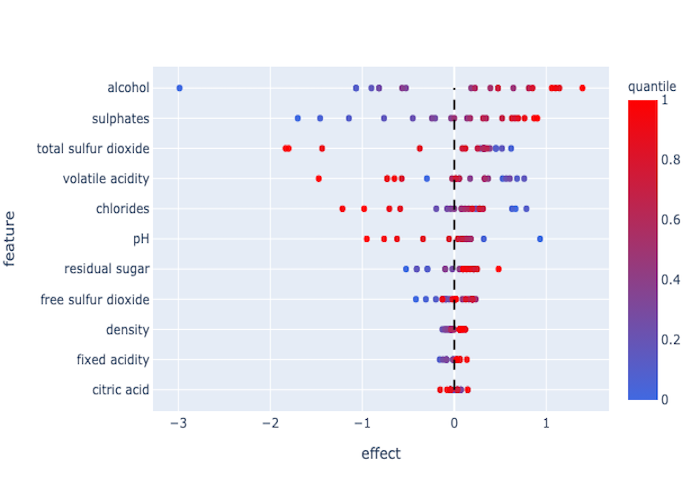 quantile
alcohol
sulphates
total sulfur dioxide
volatile acidity
chlorides
pH
residual sugar
free sulfur dioxide
density
fixed acidity
citric acid
feature
−3 −2 −1 0 1
effect
1
0.8
0.6
0.4
0.2
0